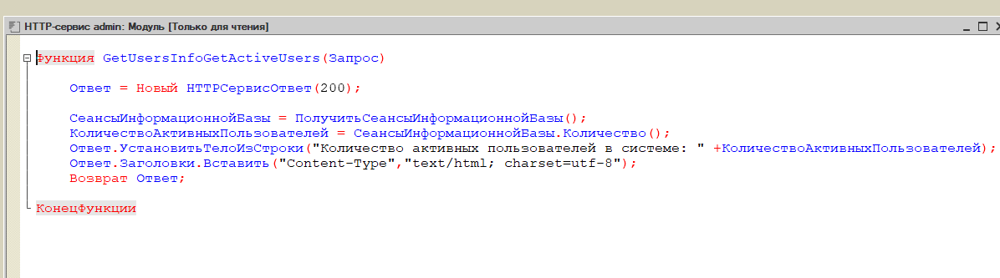 HTTP-сервис admin: Модуль [Только для чтения]
Функция GetUsersInfoGetActiveUsers(Запрос)
Ответ = Новый HTTPСервисОтвет(200);
СеансыИнформационнойБазы = ПолучитьСеансыИнформационнойБазы();
КоличествоАктивныхПользователей = СеансыИнформационнойБазы.Количество();
Ответ.УстановитьТелоИзСтроки("Количество активных пользователей в системе: " +КоличествоАктивныхПользователей);
Ответ.Заголовки.Вставить("Content-Type","text/html; charset=utf-8");
Возврат Ответ;
КонецФункции